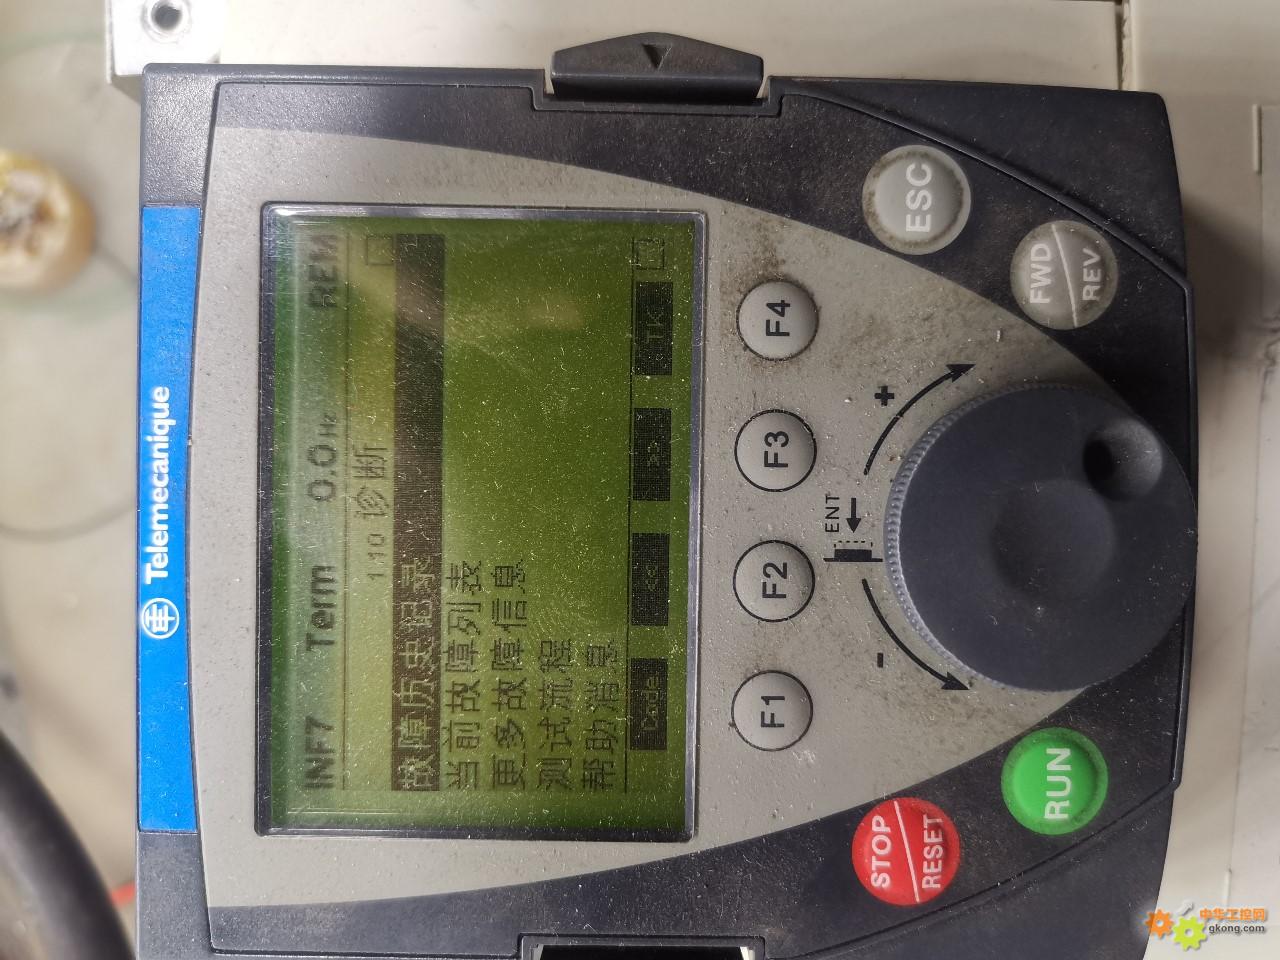 Telemecanique
INF7 Term 0.0Hz REM
1.10 诊断
故障历史记录
当前故障列表
更多故障信息
测试流程
帮助消息
Code << >> T/K
F1 F2 F3 F4
ESC
FWD
REV
ENT
- +
STOP
RESET
RUN
中华工控网
gkong.com